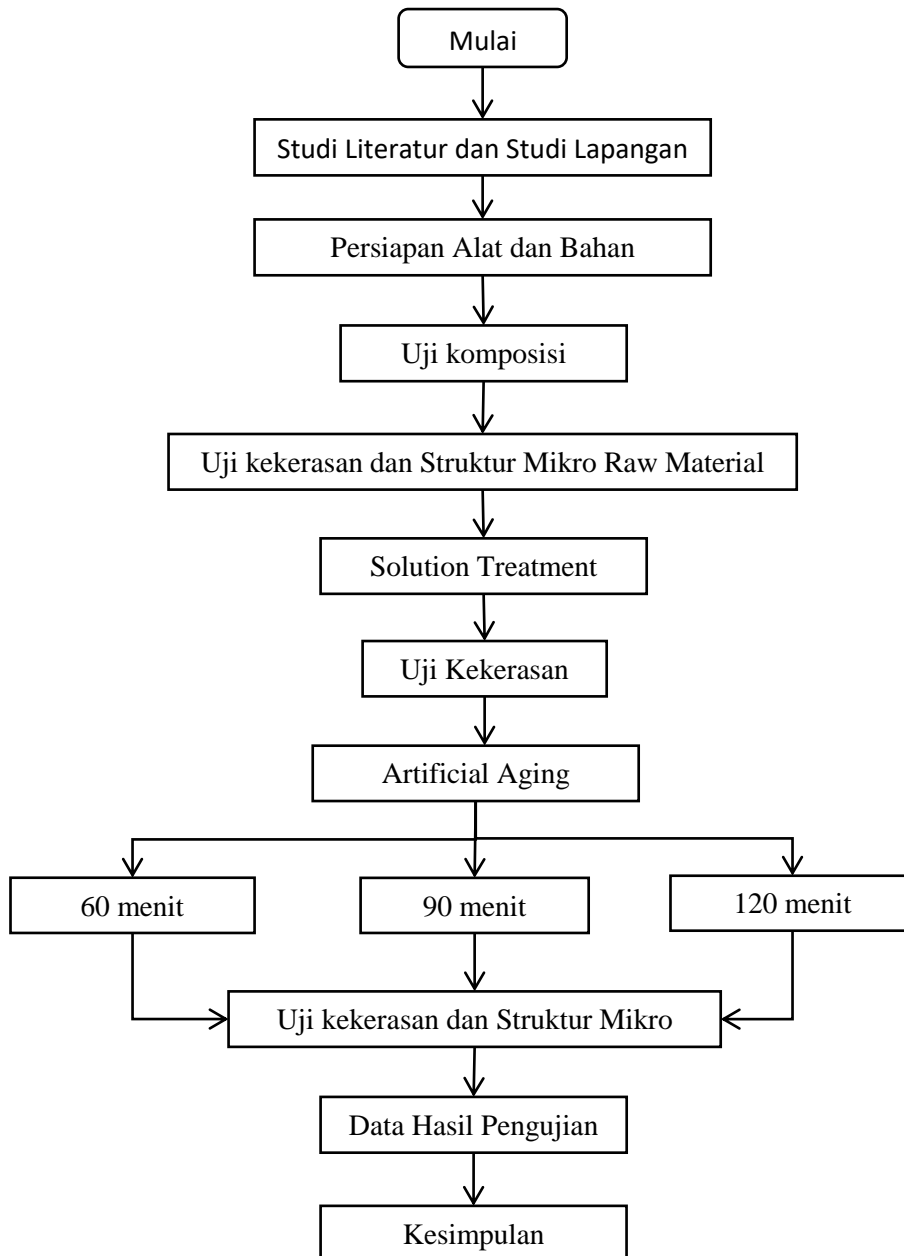 Mulai
Studi Literatur dan Studi Lapangan
Persiapan Alat dan Bahan
Uji komposisi
Uji kekerasan dan Struktur Mikro Raw Material
Solution Treatment
Uji Kekerasan
Artificial Aging
60 menit
90 menit
120 menit
Uji kekerasan dan Struktur Mikro
Data Hasil Pengujian
Kesimpulan